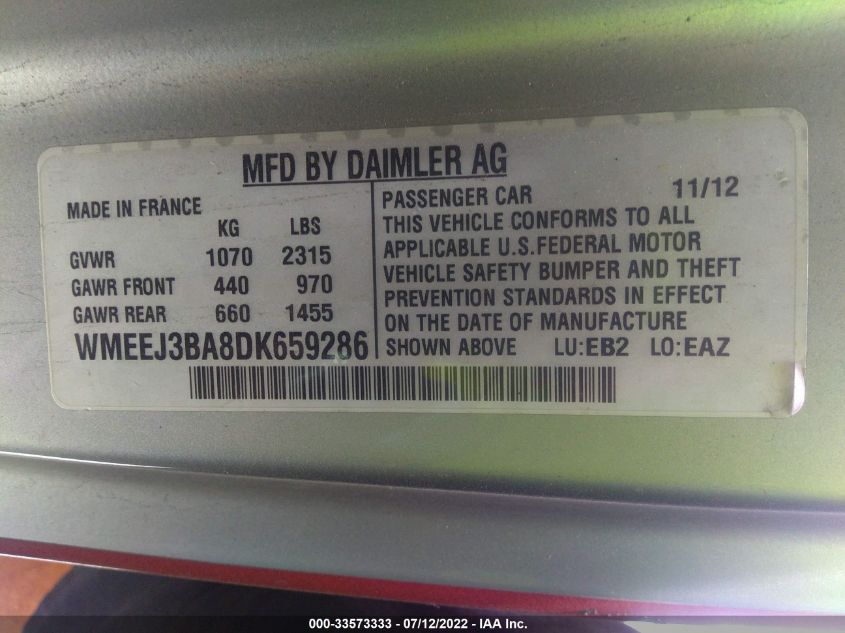 MFD BY DAIMLER AG
MADE IN FRANCE
KG LBS
GVWR 1070 2315
GAWR FRONT 440 970
GAWR REAR 660 1455
WMEEJ3BA8DK659286
PASSENGER CAR 11/12
THIS VEHICLE CONFORMS TO ALL
APPLICABLE U.S.FEDERAL MOTOR
VEHICLE SAFETY BUMPER AND THEFT
PREVENTION STANDARDS IN EFFECT
ON THE DATE OF MANUFACTURE
SHOWN ABOVE LU:EB2 LO:EAZ
000-33573333 - 07/12/2022 - IAA Inc.